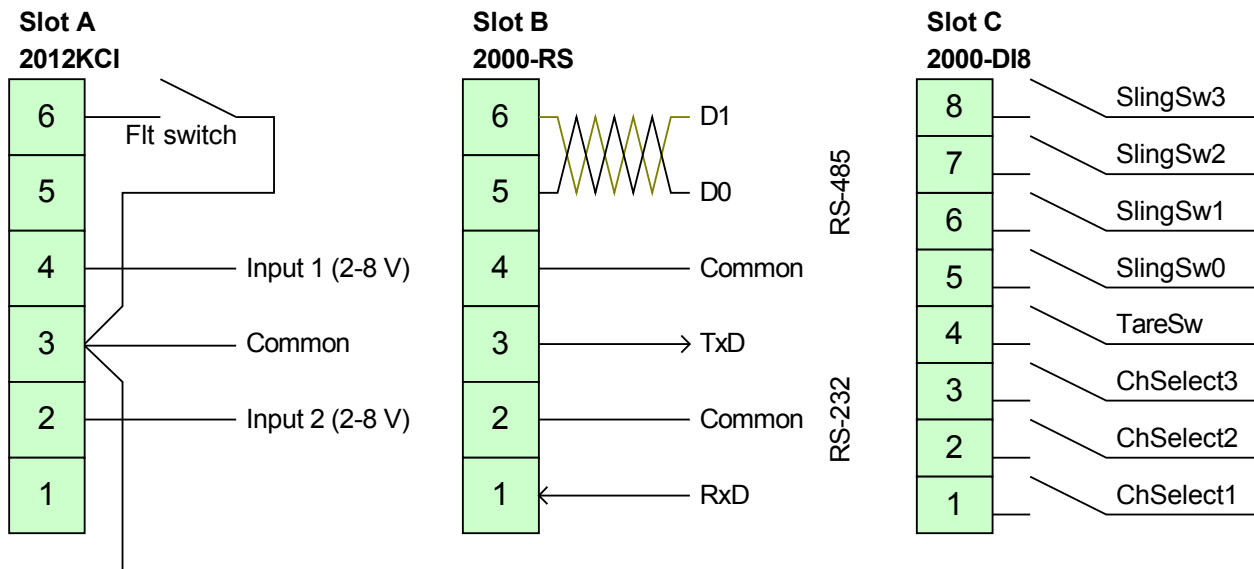 Slot A
2012KCI
6
Flt switch
5
4
Input 1 (2-8 V)
3
Common
2
Input 2 (2-8 V)
1
Slot B
2000-RS
6
D1
5
D0
4
Common
3
TxD
2
Common
1
RxD
RS-485
RS-232
Slot C
2000-DI8
8
SlingSw3
7
SlingSw2
6
SlingSw1
5
SlingSw0
4
TareSw
3
ChSelect3
2
ChSelect2
1
ChSelect1